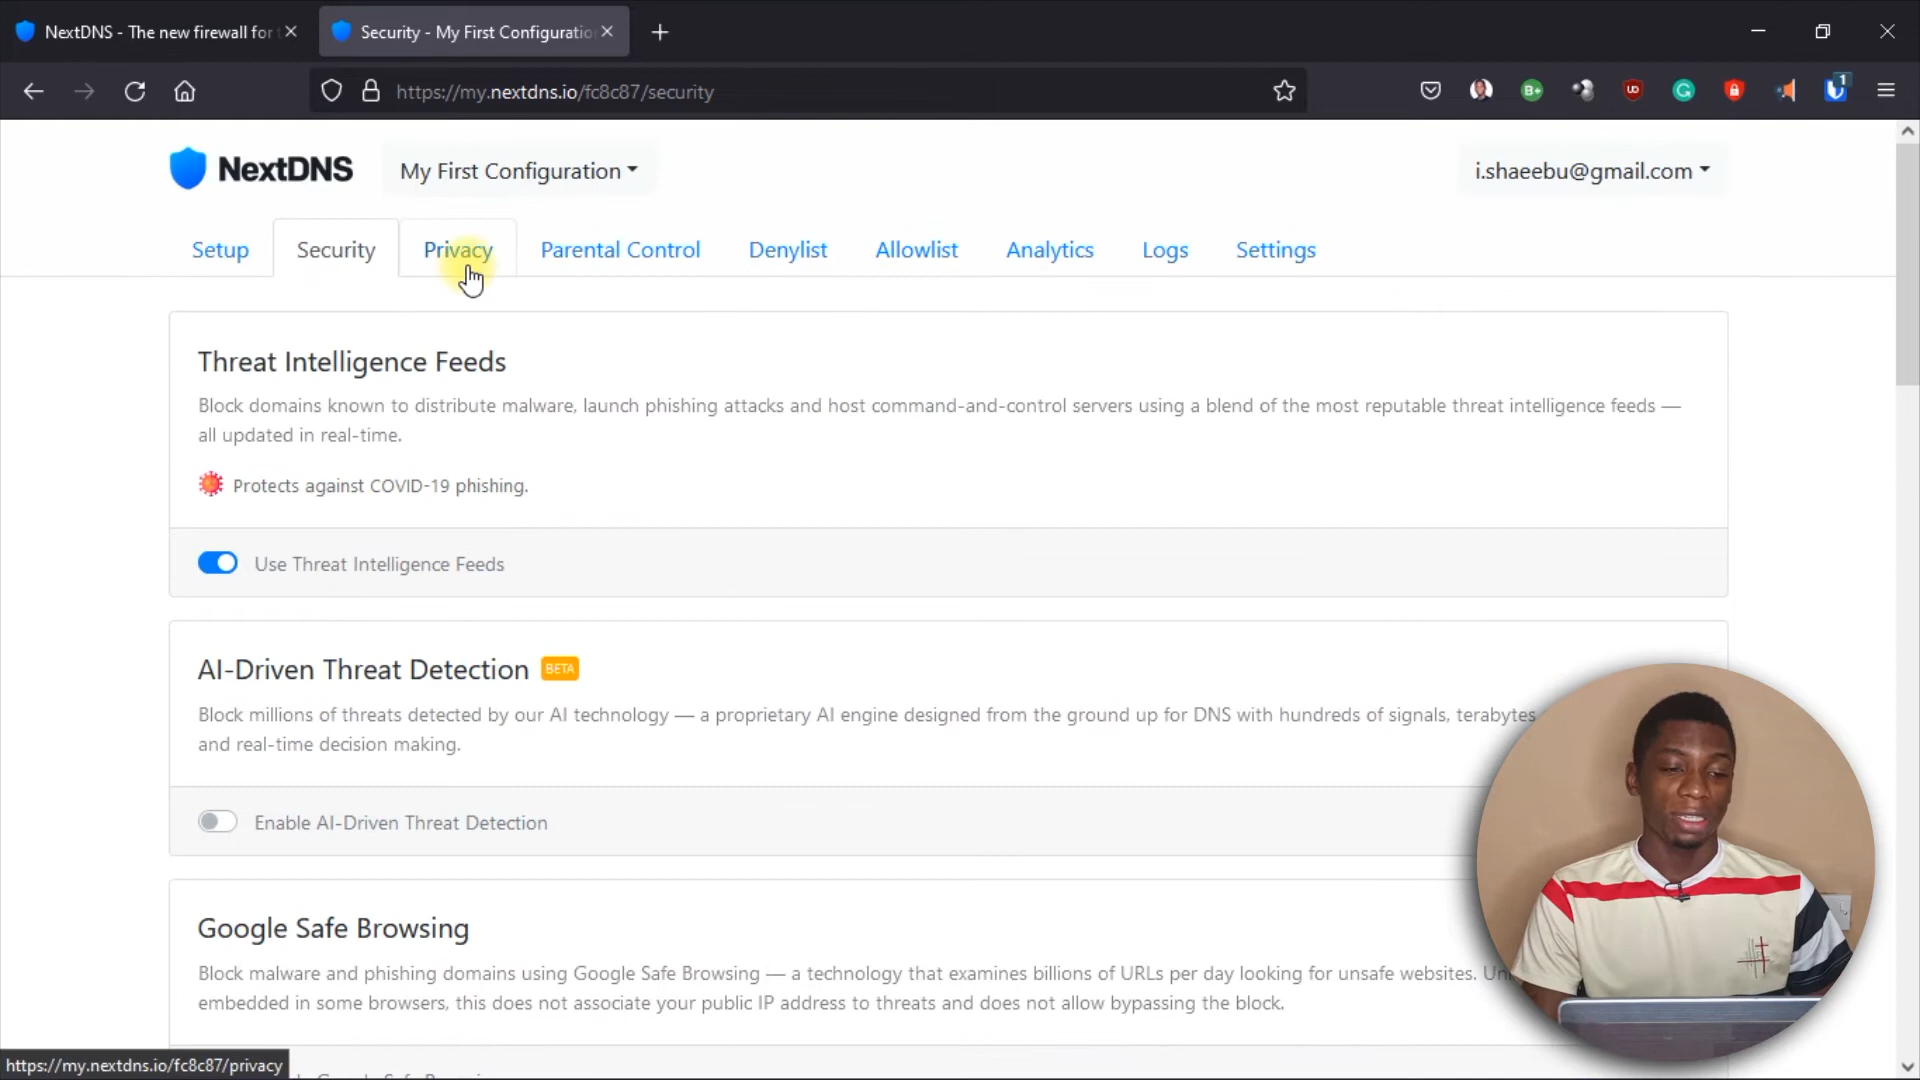 NextDNS - The new firewall for
Security - My First Configuratio
https://my.nextdns.io/fc8c87/security
NextDNS
My First Configuration
i.shaeebu@gmail.com
Setup Security Privacy Parental Control Denylist Allowlist Analytics Logs Settings
Threat Intelligence Feeds
Block domains known to distribute malware, launch phishing attacks and host command-and-control servers using a blend of the most reputable threat intelligence feeds —
all updated in real-time.
Protects against COVID-19 phishing.
Use Threat Intelligence Feeds
AI-Driven Threat Detection BETA
Block millions of threats detected by our AI technology — a proprietary AI engine designed from the ground up for DNS with hundreds of signals, terabytes
and real-time decision making.
Enable AI-Driven Threat Detection
Google Safe Browsing
Block malware and phishing domains using Google Safe Browsing — a technology that examines billions of URLs per day looking for unsafe websites.
embedded in some browsers, this does not associate your public IP address to threats and does not allow bypassing the block.
https://my.nextdns.io/fc8c87/privacy